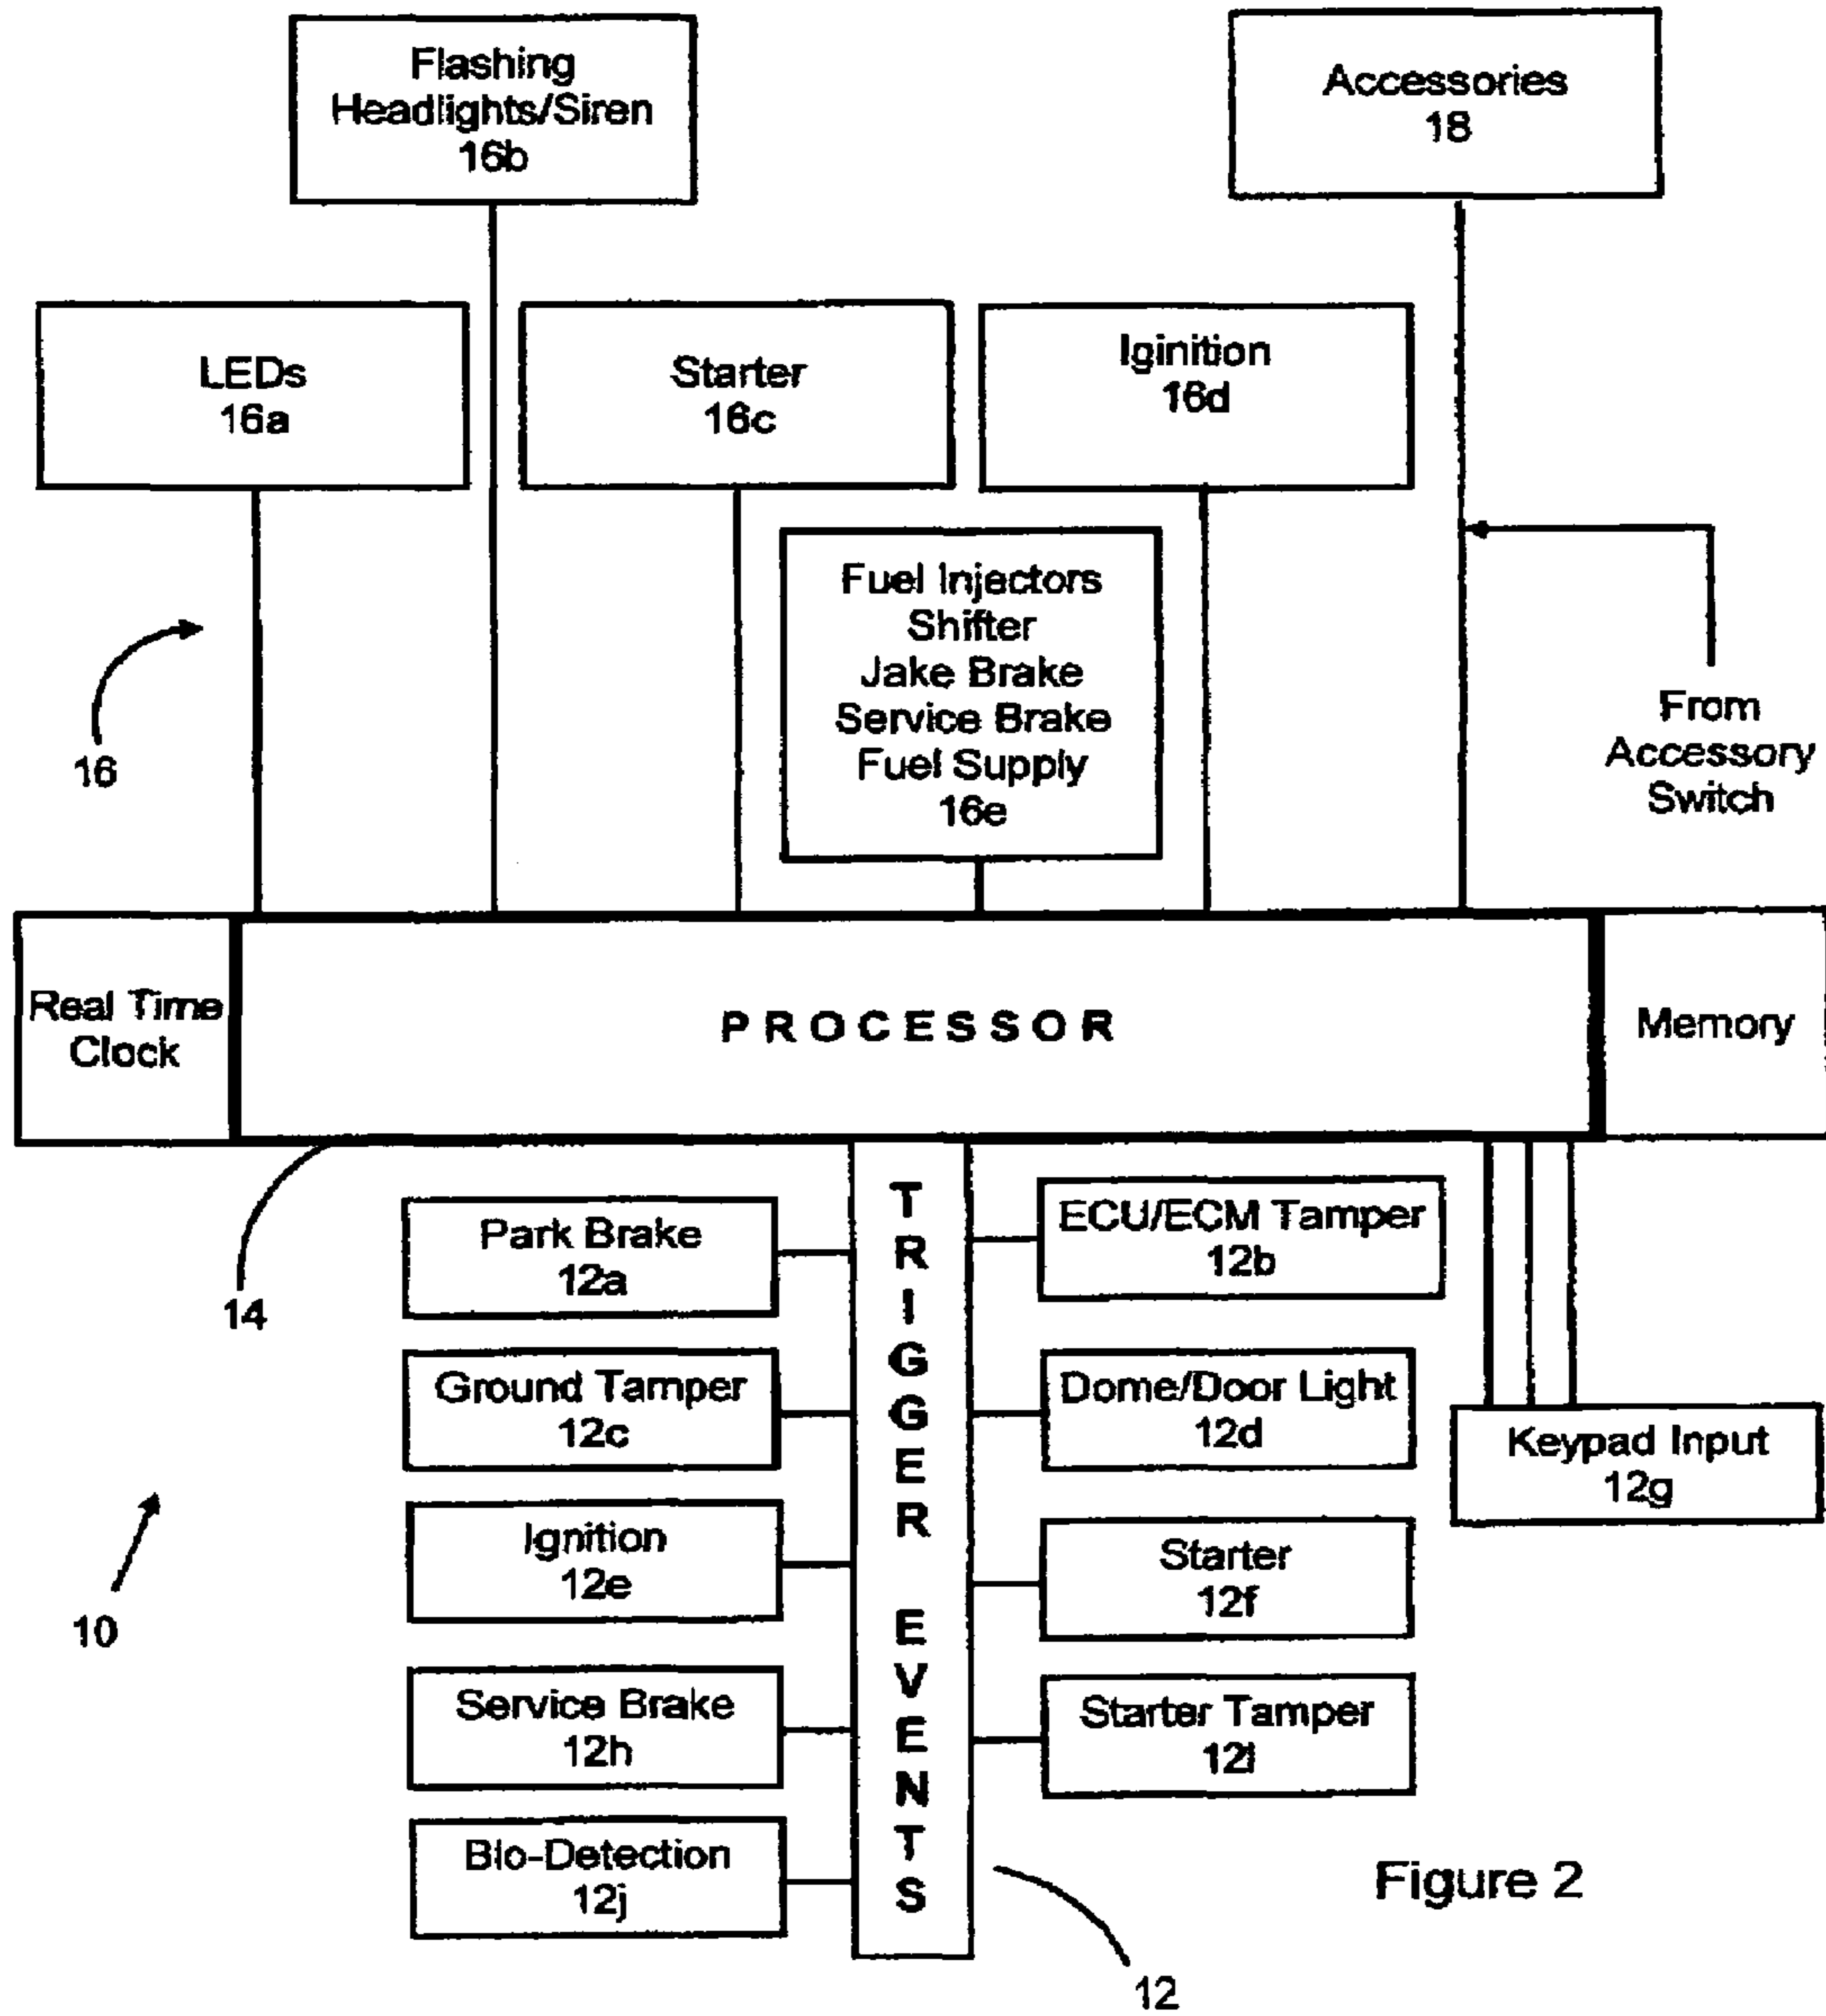 Flashing
Headlights/Siren
16b
Accessories
18
LEDs
16a
Starter
16c
Iginition
16d
Fuel Injectors
Shifter
Jake Brake
Service Brake
Fuel Supply
16e
From
Accessory
Switch
16
Real Time
Clock
PROCESSOR
Memory
14
TRIGGER EVENTS
Park Brake
12a
ECU/ECM Tamper
12b
Ground Tamper
12c
Dome/Door Light
12d
Keypad Input
12g
Ignition
12e
Starter
12f
10
Service Brake
12h
Starter Tamper
12i
Bio-Detection
12j
12
Figure 2